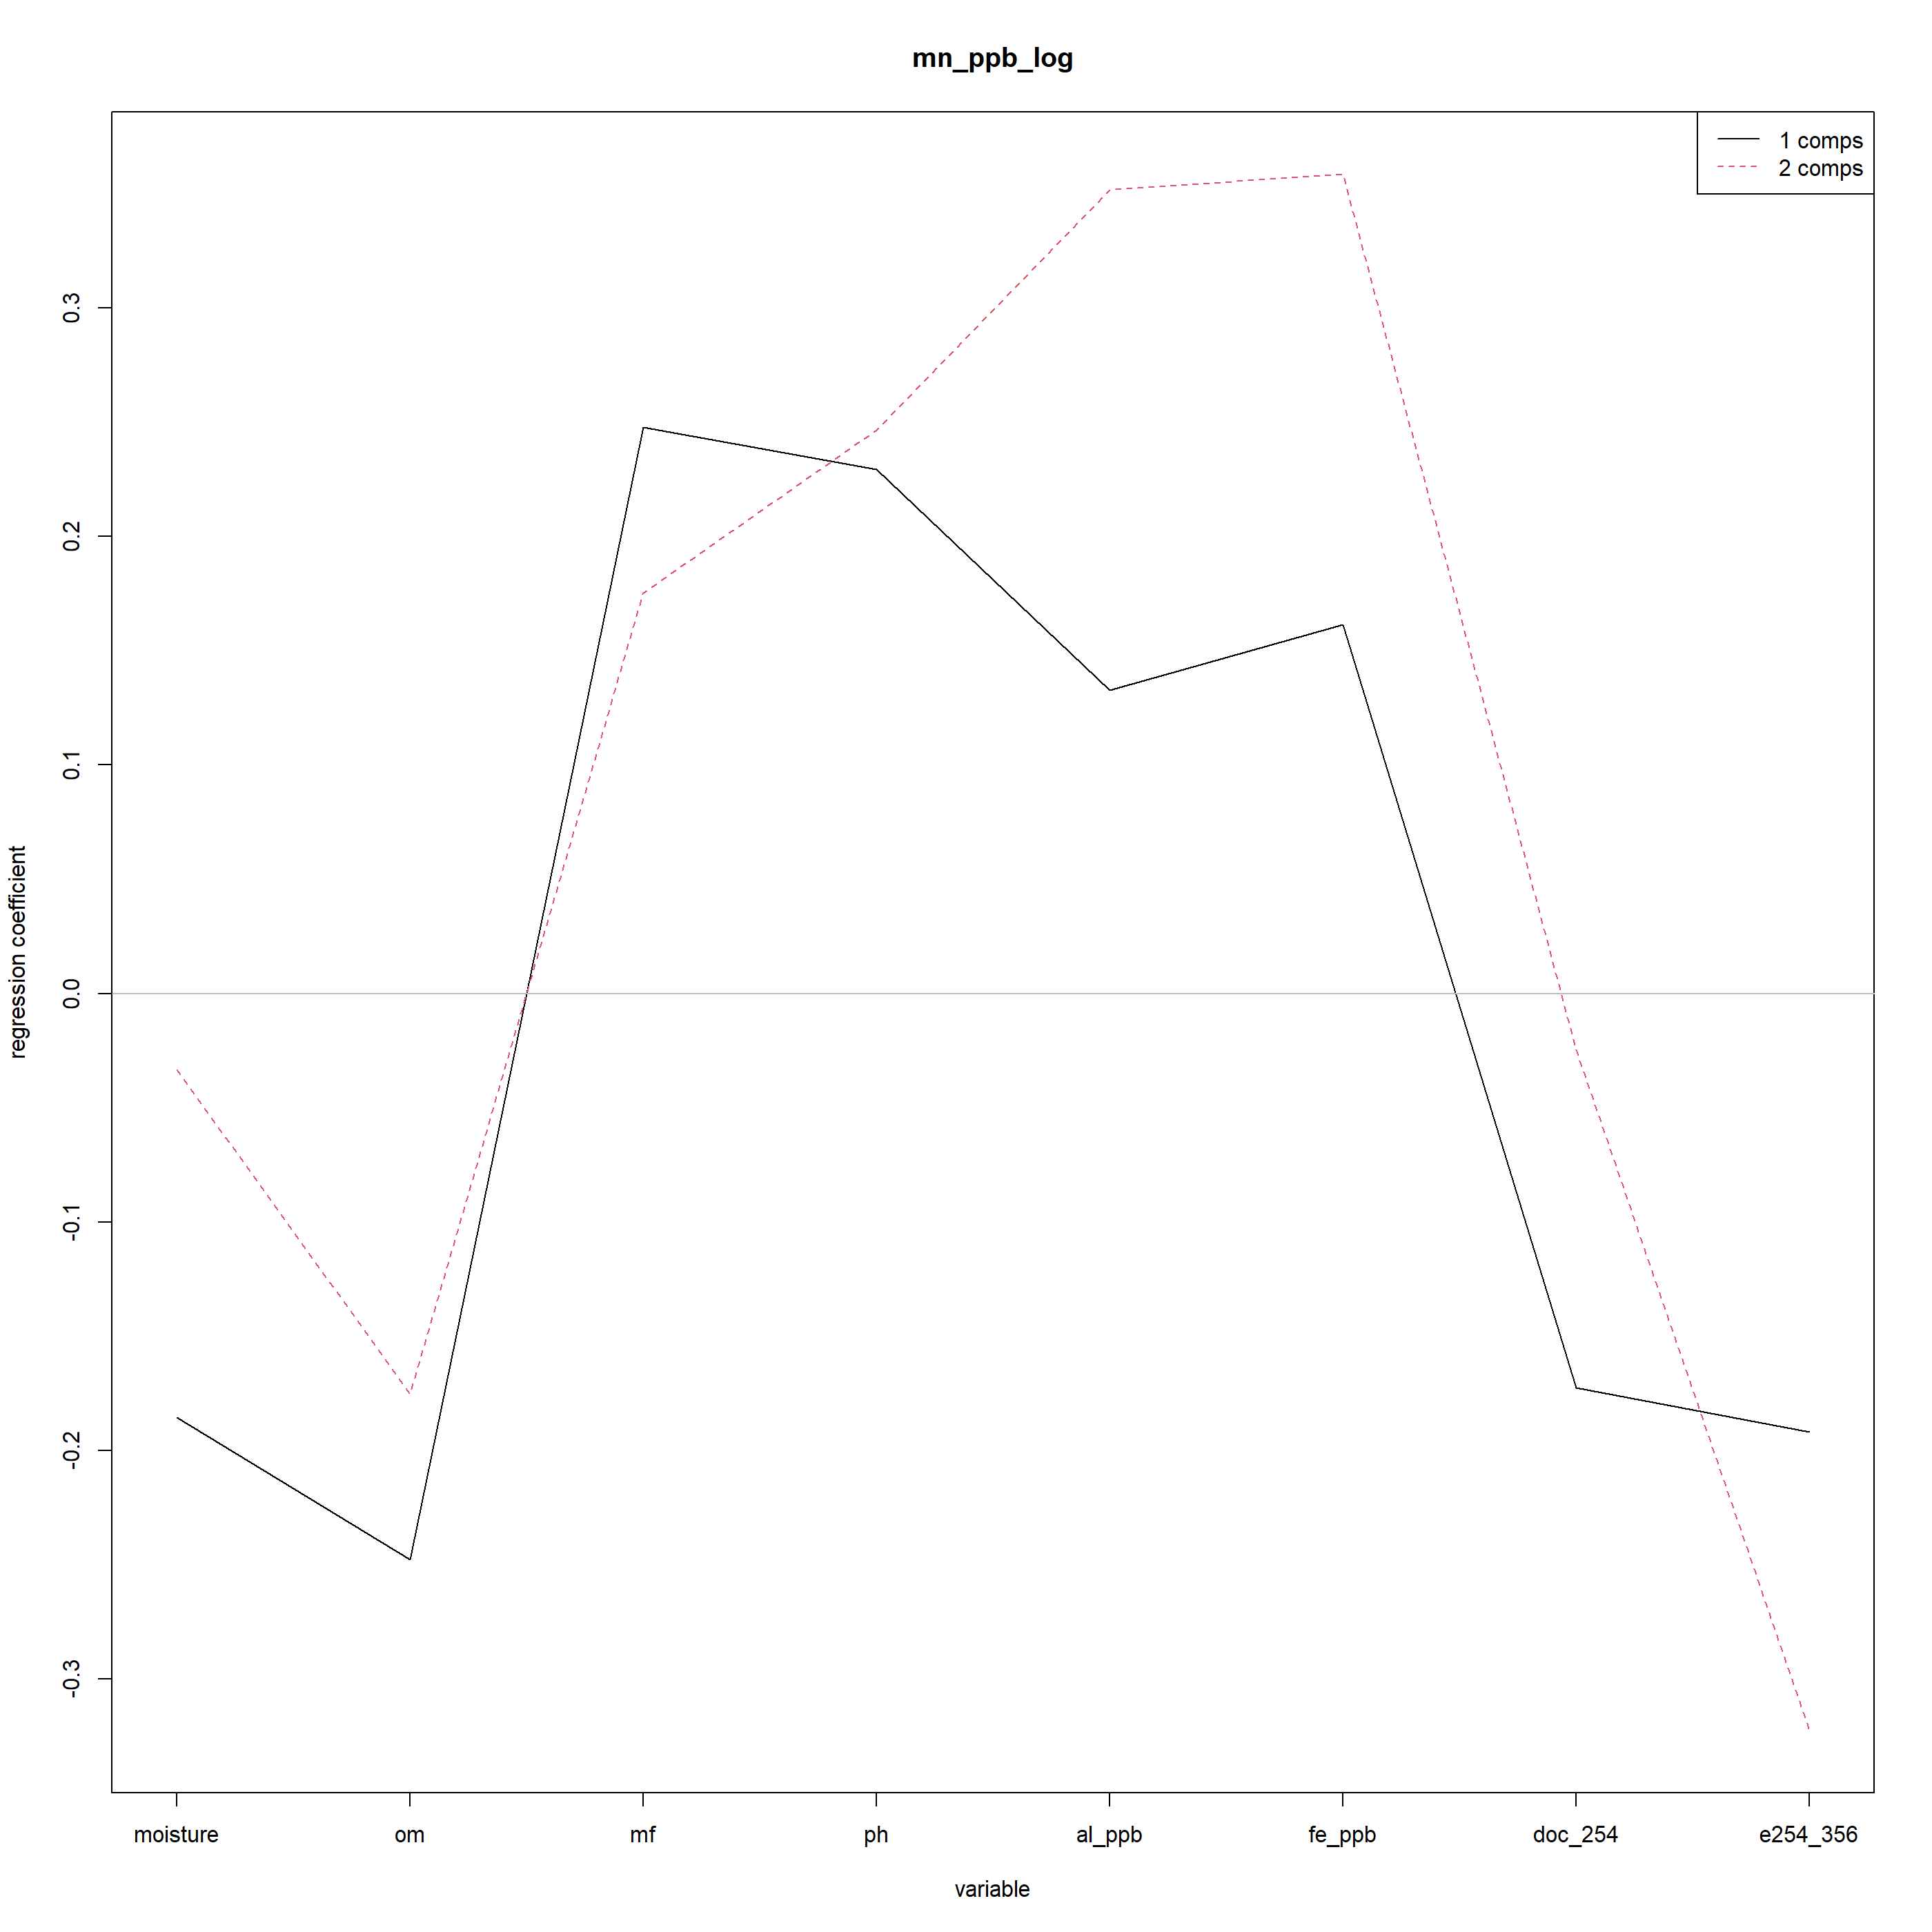 mn_ppb_log
1 comps
2 comps
regression coefficient
0.3
0.2
0.1
0.0
-0.1
-0.2
-0.3
moisture om mf ph al_ppb fe_ppb doc_254 e254_356
variable